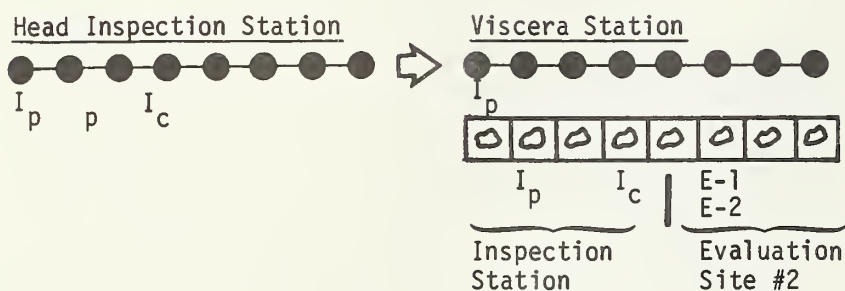 Head Inspection Station
I_p p I_c
Viscera Station
I_p
I_p I_c E-1
E-2
Inspection Station
Evaluation Site #2